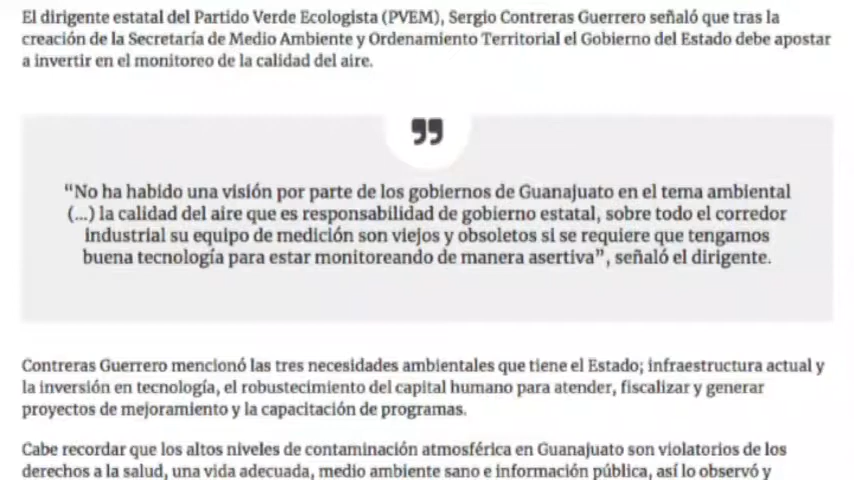 El dirigente estatal del Partido Verde Ecologista (PVEM), Sergio Contreras Guerrero señaló que tras la
creación de la Secretaría de Medio Ambiente y Ordenamiento Territorial el Gobierno del Estado debe apostar
a invertir en el monitoreo de la calidad del aire.
”
“No ha habido una visión por parte de los gobiernos de Guanajuato en el tema ambiental
(...) la calidad del aire que es responsabilidad de gobierno estatal, sobre todo el corredor
industrial su equipo de medición son viejos y obsoletos si se requiere que tengamos
buena tecnología para estar monitoreando de manera asertiva”, señaló el dirigente.
Contreras Guerrero mencionó las tres necesidades ambientales que tiene el Estado; infraestructura actual y
la inversión en tecnología, el robustecimiento del capital humano para atender, fiscalizar y generar
proyectos de mejoramiento y la capacitación de programas.
Cabe recordar que los altos niveles de contaminación atmosférica en Guanajuato son violatorios de los
derechos a la salud, una vida adecuada, medio ambiente sano e información pública, así lo observó y